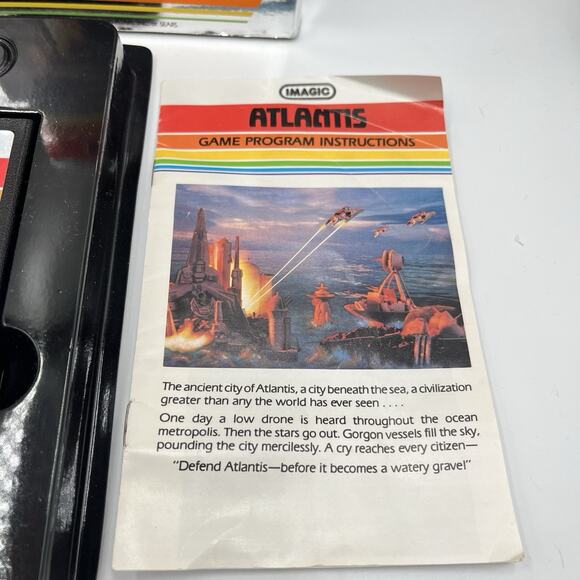 SEARS
IMAGIC
ATLANTIS
GAME PROGRAM INSTRUCTIONS
The ancient city of Atlantis, a city beneath the sea, a civilization
greater than any the world has ever seen . . . .
One day a low drone is heard throughout the ocean
metropolis. Then the stars go out. Gorgon vessels fill the sky,
pounding the city mercilessly. A cry reaches every citizen—
"Defend Atlantis—before it becomes a watery grave!"